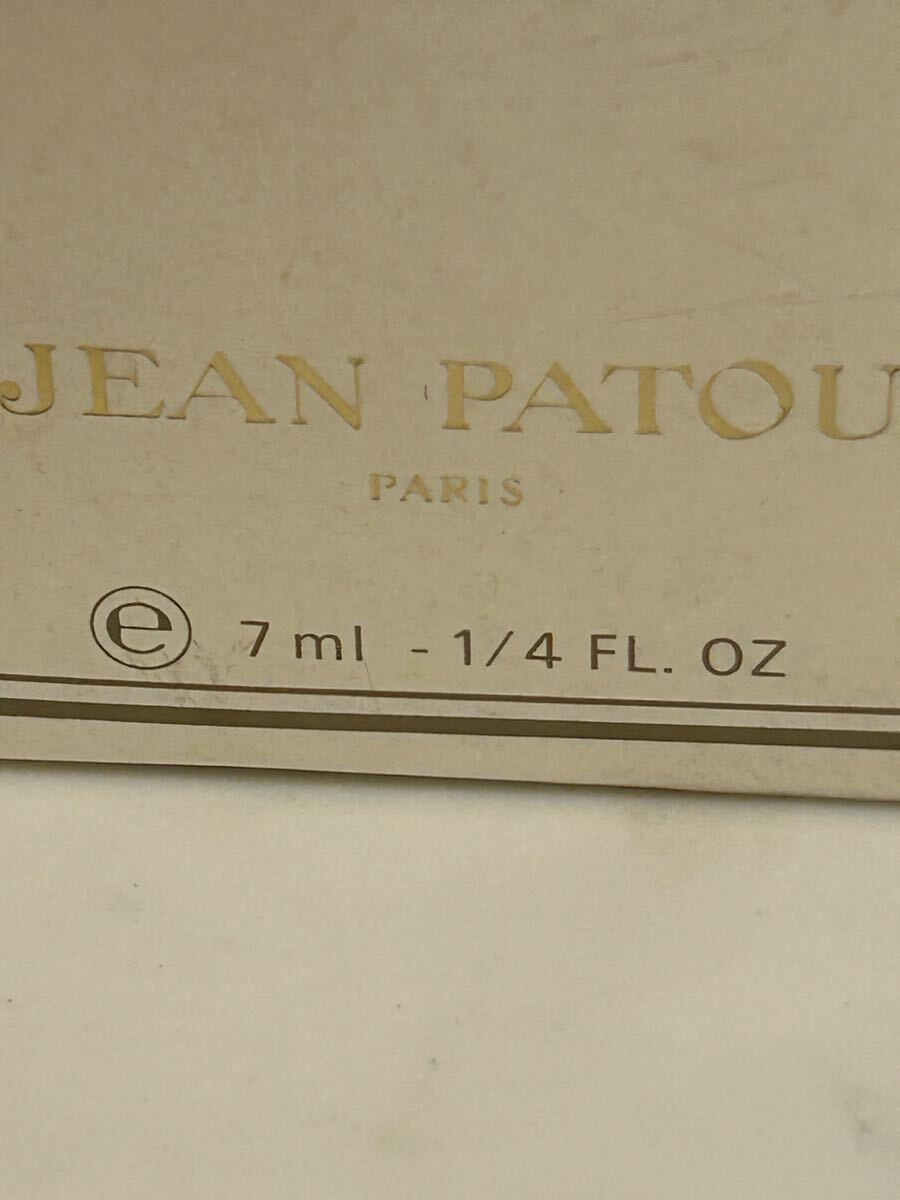 JEAN PATOU
PARIS
e 7 ml - 1/4 FL. OZ